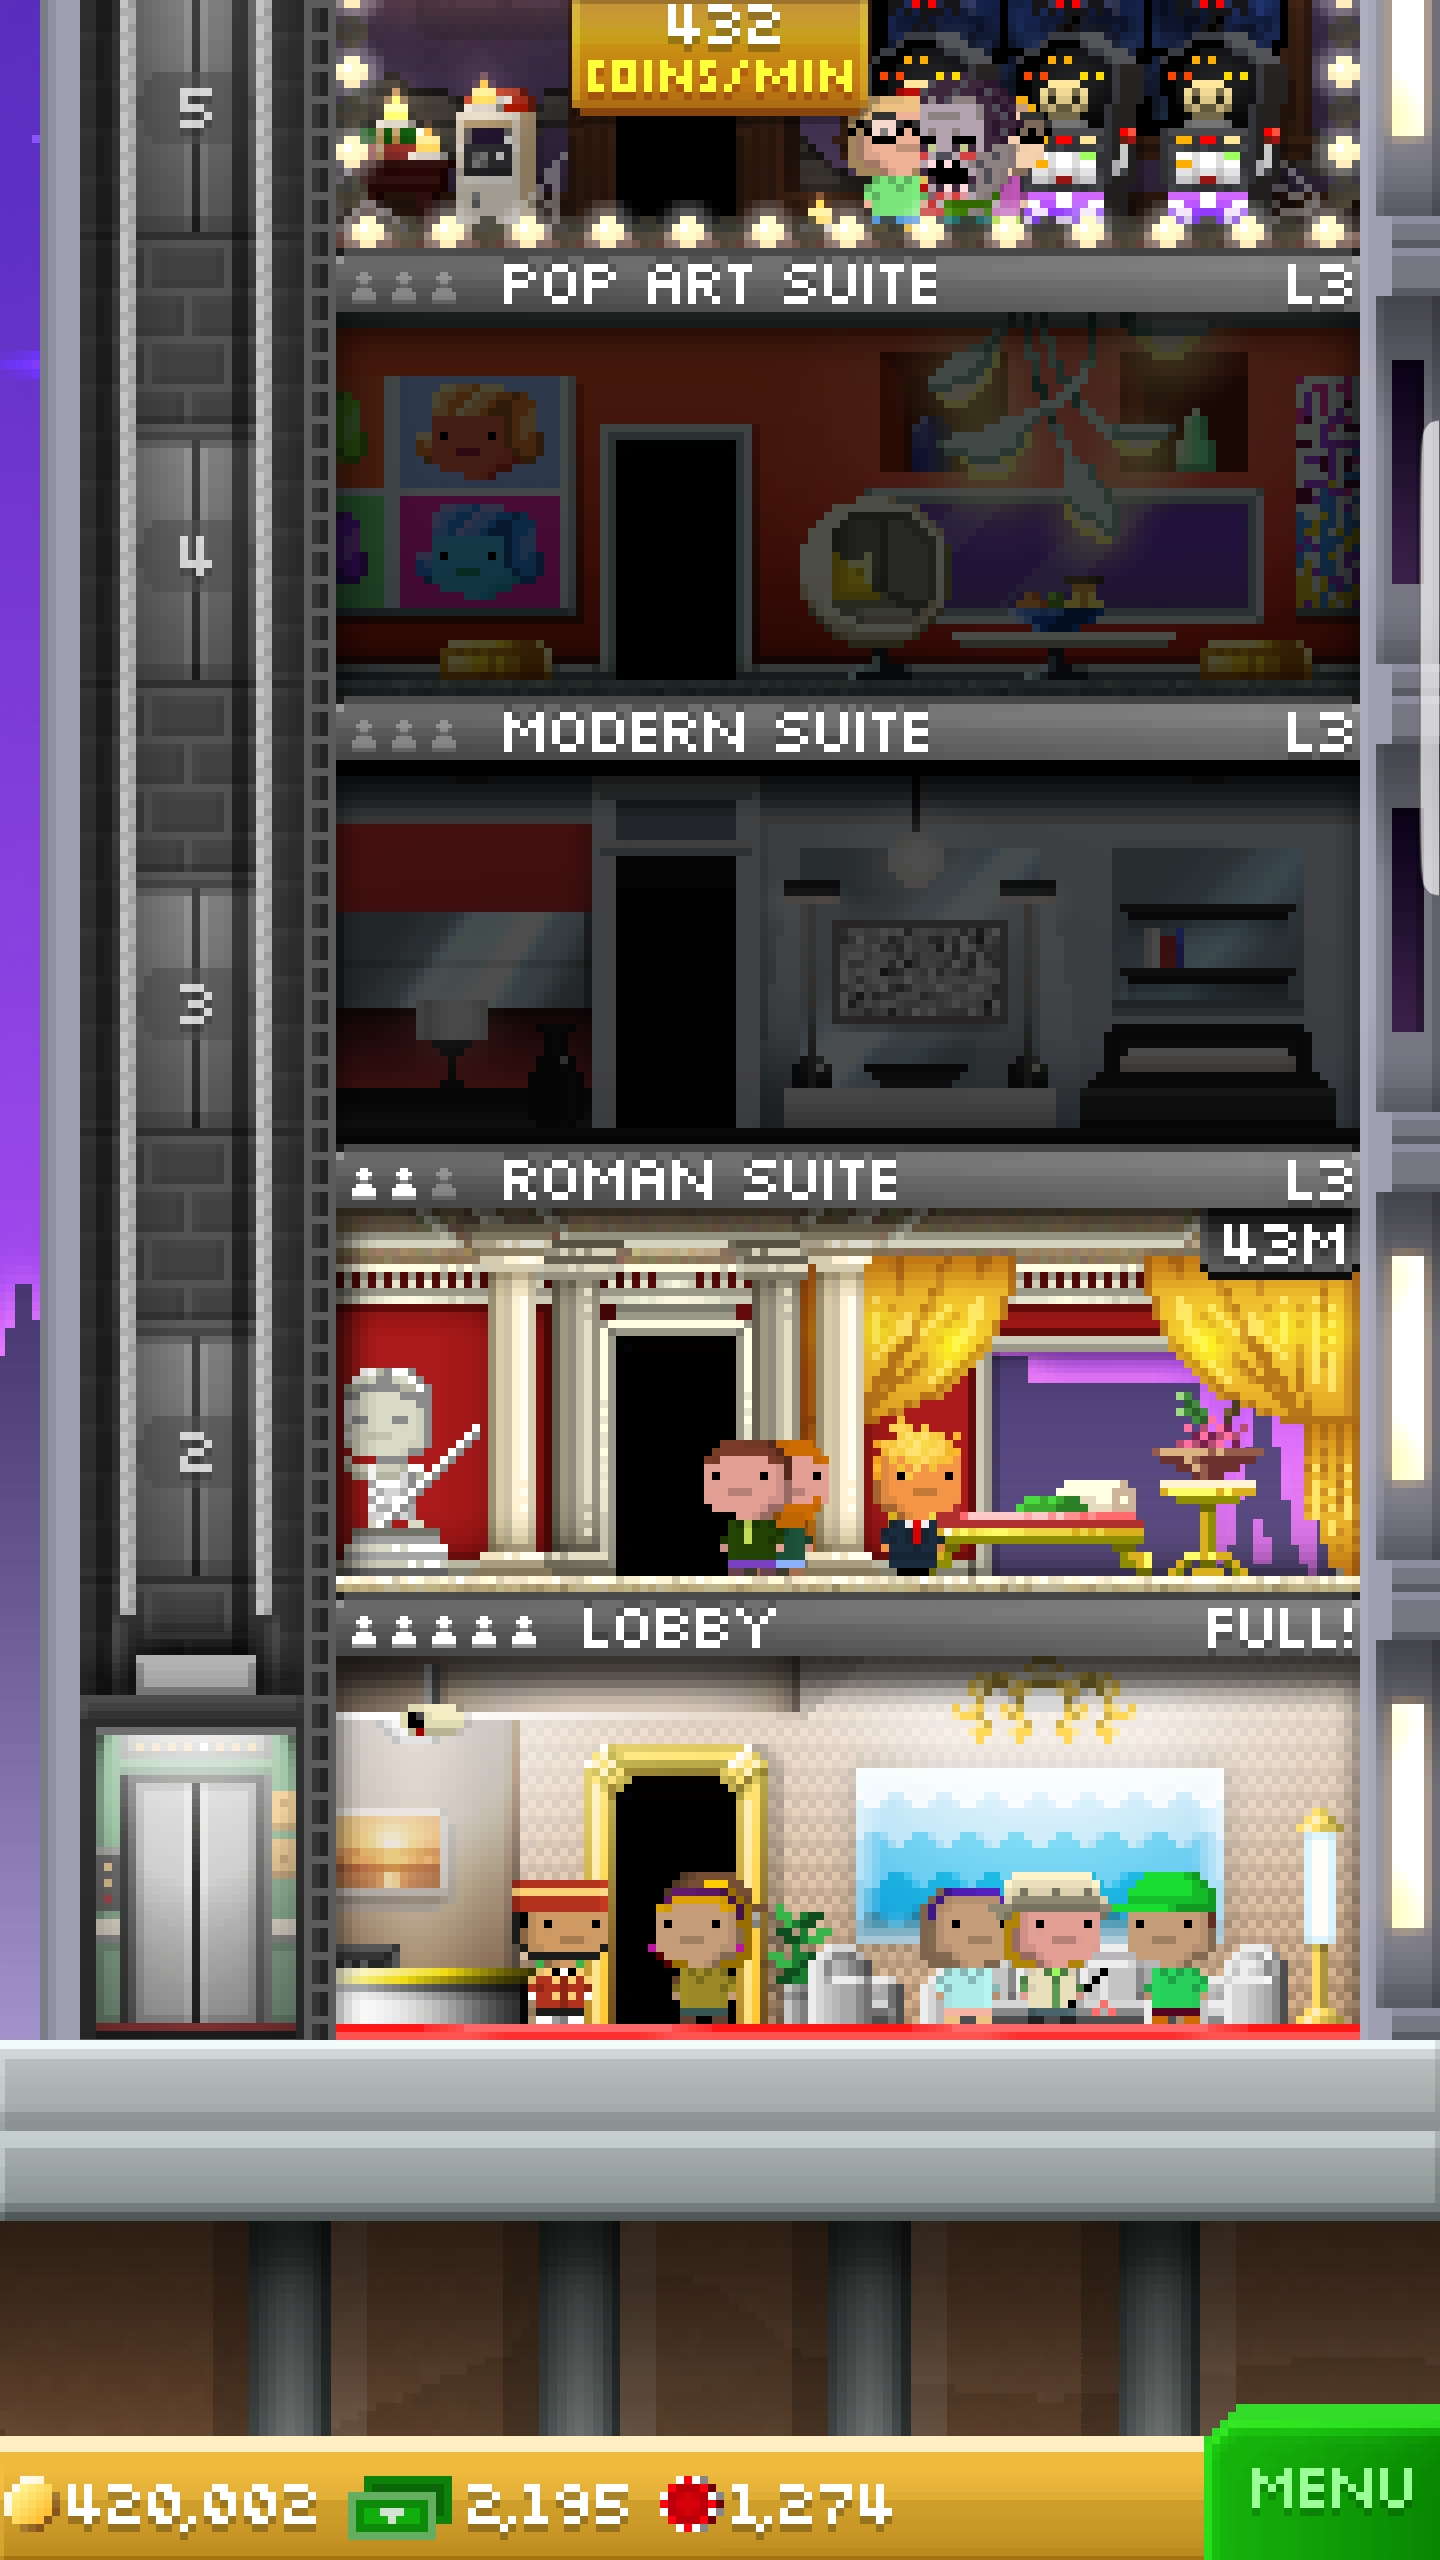 432
COINS/MIN
5
POP ART SUITE L3
4
MODERN SUITE L3
3
ROMAN SUITE L3
43M
2
LOBBY FULL!
420,002 2,195 1,274 MENU